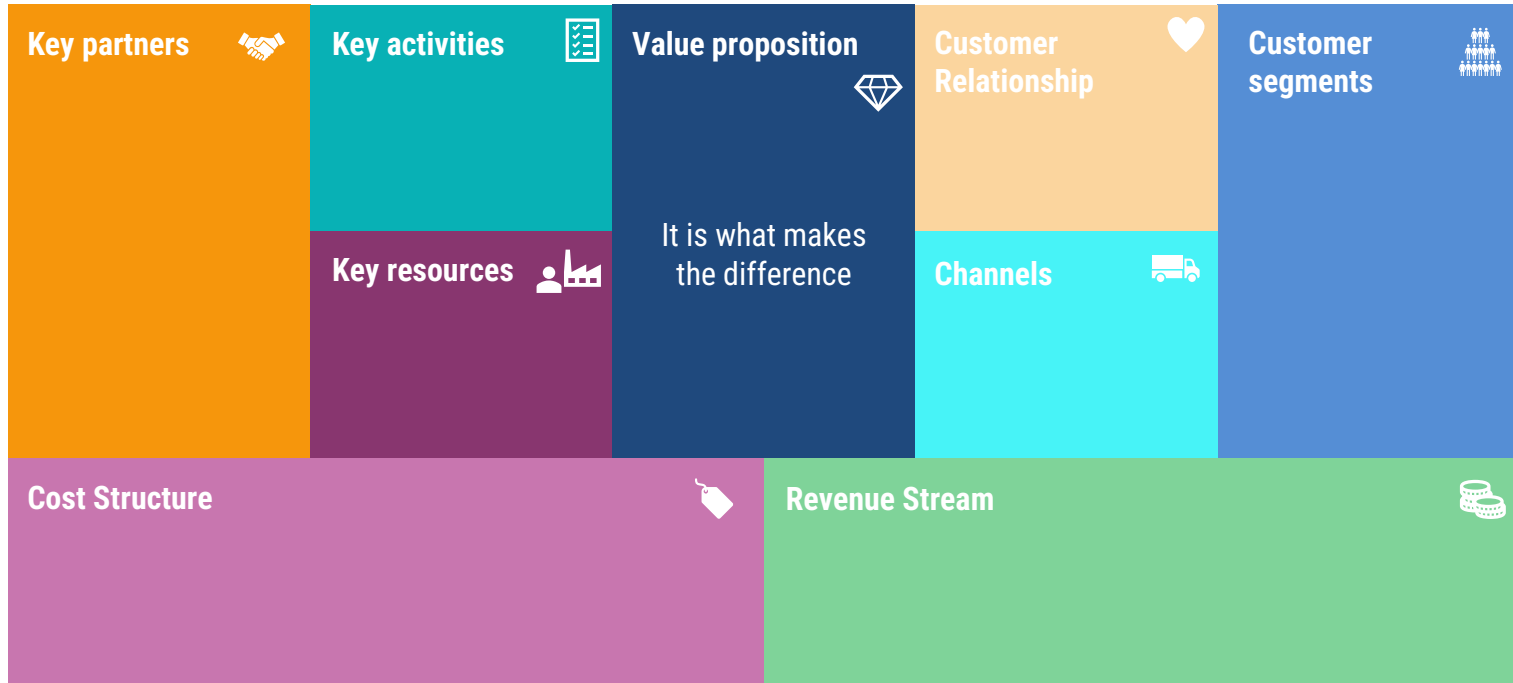 Key partners
Key activities
Value proposition
It is what makes
the difference
Customer
Relationship
Customer
segments
Key resources
Channels
Cost Structure
Revenue Stream